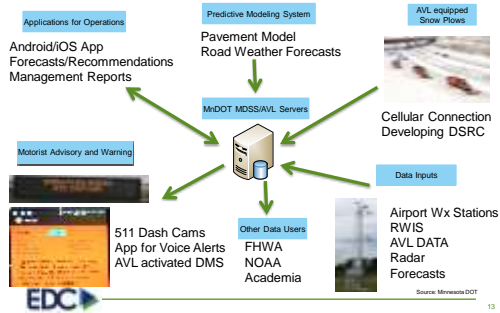 Applications for Operations
Android/iOS App
Forecasts/Recommendations
Management Reports
Predictive Modeling System
Pavement Model
Road Weather Forecasts
AVL equipped
Snow Plows
Cellular Connection
Developing DSRC
MnDOT MDSS/AVL Servers
Motorist Advisory and Warning
511 Dash Cams
App for Voice Alerts
AVL activated DMS
Other Data Users
FHWA
NOAA
Academia
Data Inputs
Airport Wx Stations
RWIS
AVL DATA
Radar
Forecasts
Source: Minnesota DOT
EDC
13